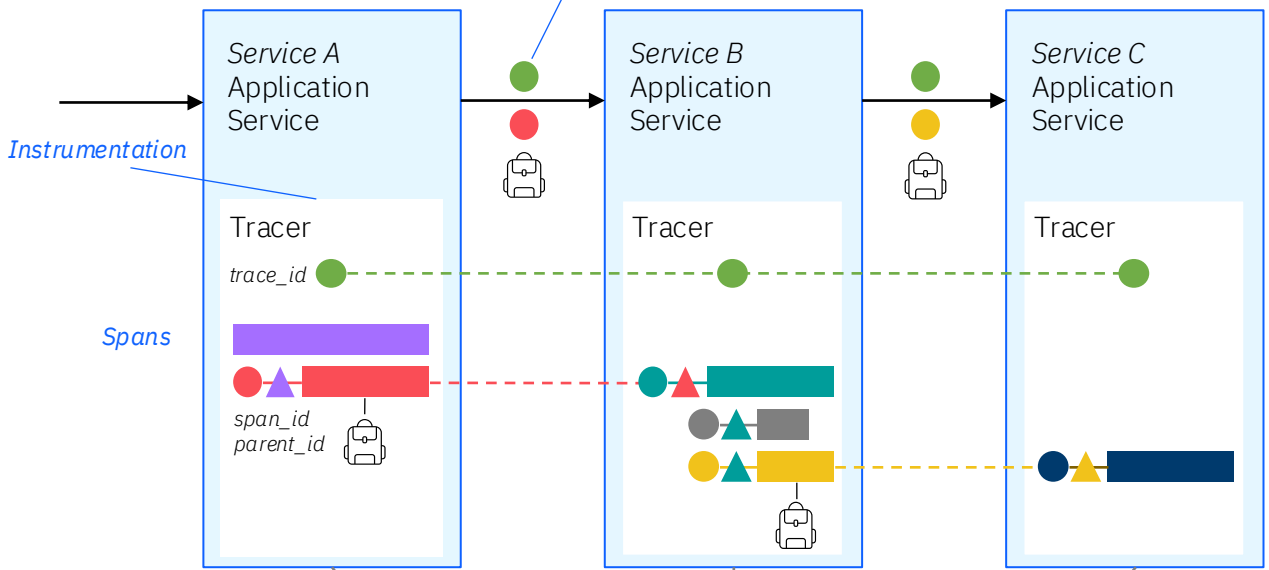 Service A
Application
Service
Service B
Application
Service
Service C
Application
Service
Instrumentation
Tracer
Tracer
Tracer
trace_id
Spans
span_id
parent_id